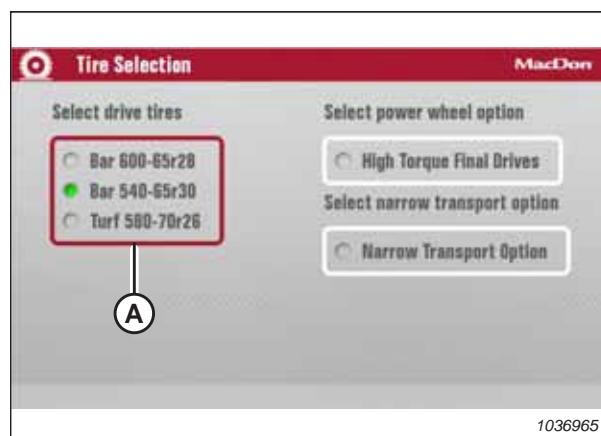 Tire Selection
MacDon
Select drive tires
Bar 600-65r28
Bar 540-65r30
Turf 580-70r26
A
Select power wheel option
High Torque Final Drives
Select narrow transport option
Narrow Transport Option
1036965